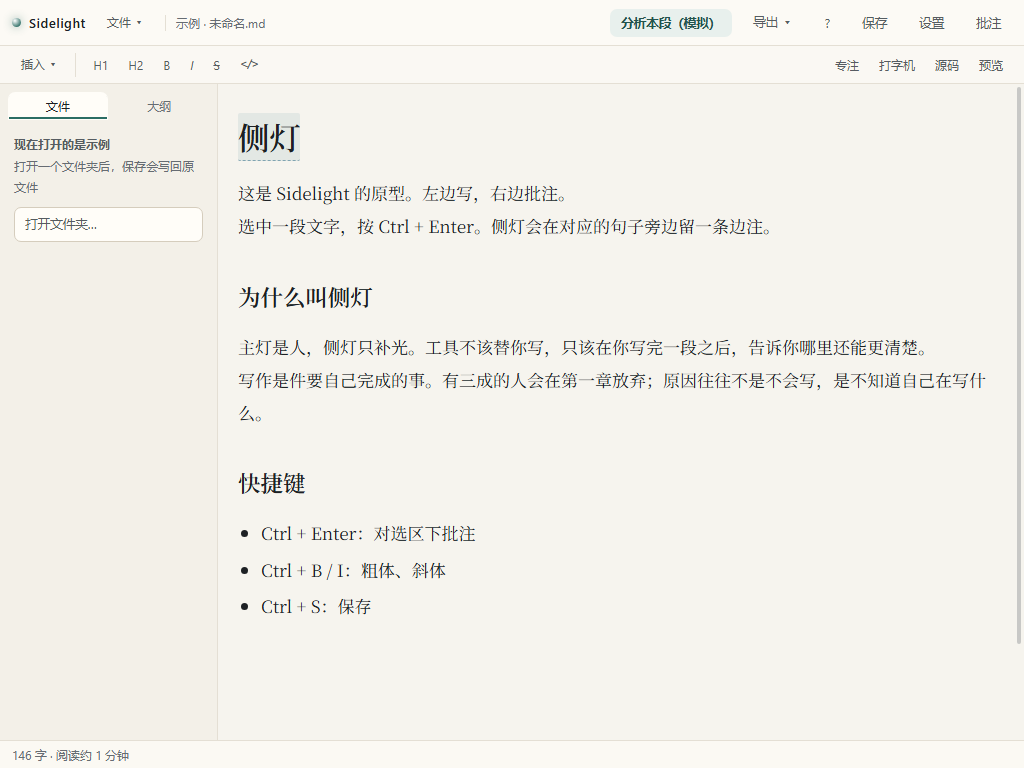 Sidelight 文件 ▾ 示例 · 未命名.md 分析本段（模拟） 导出 ▾ ? 保存 设置 批注
插入 ▾ H1 H2 B I S </> 专注 打字机 源码 预览
文件 大纲
现在打开的是示例
打开一个文件夹后，保存会写回原
文件
打开文件夹...
侧灯
这是 Sidelight 的原型。左边写，右边批注。
选中一段文字，按 Ctrl + Enter。侧灯会在对应的句子旁边留一条边注。
为什么叫侧灯
主灯是人，侧灯只补光。工具不该替你写，只该在你写完一段之后，告诉你哪里还能更清楚。
写作是件要自己完成的事。有三成的人会在第一章放弃；原因往往不是不会写，是不知道自己在写什
么。
快捷键
• Ctrl + Enter：对选区下批注
• Ctrl + B / I：粗体、斜体
• Ctrl + S：保存
146 字 · 阅读约 1 分钟